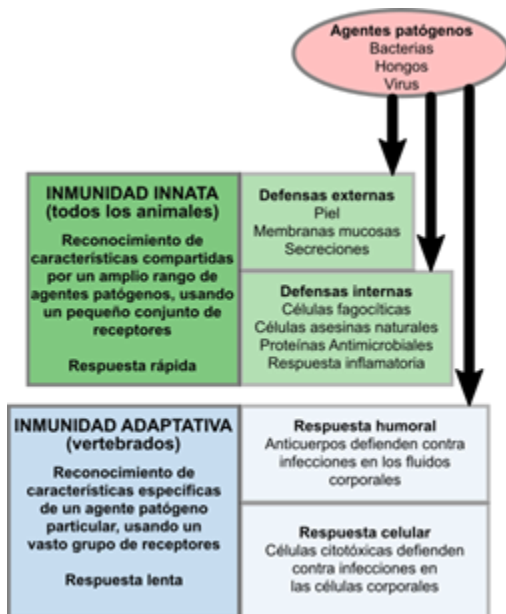 Agentes patógenos
Bacterias
Hongos
Virus
INMUNIDAD INNATA
(todos los animales)
Reconocimiento de
características compartidas
por un amplio rango de
agentes patógenos, usando
un pequeño conjunto de
receptores
Respuesta rápida
Defensas externas
Piel
Membranas mucosas
Secreciones
Defensas internas
Células fagocíticas
Células asesinas naturales
Proteínas Antimicrobiales
Respuesta inflamatoria
INMUNIDAD ADAPTATIVA
(vertebrados)
Reconocimiento de
características específicas
de un agente patógeno
particular, usando un
vasto grupo de receptores
Respuesta lenta
Respuesta humoral
Anticuerpos defienden contra
infecciones en los fluidos
corporales
Respuesta celular
Células citotóxicas defienden
contra infecciones en
las células corporales